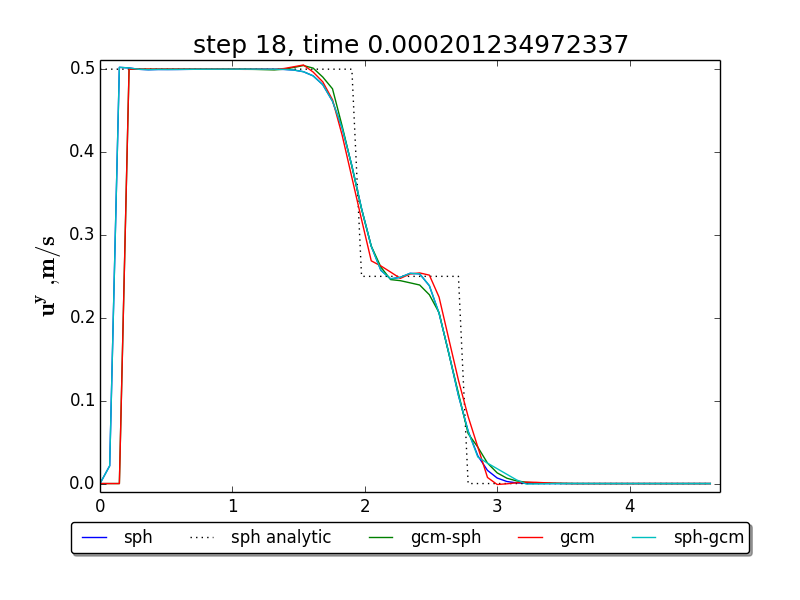 step 18, time 0.000201234972337
0.5
0.4
0.3
0.2
0.1
0.0
u^y ,m/s
0 1 2 3 4
sph sph analytic gcm-sph gcm sph-gcm